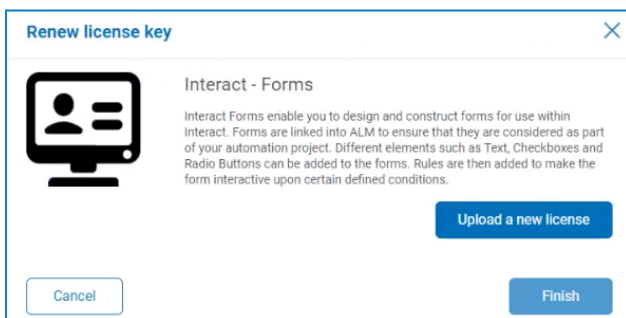 Renew license key
Interact - Forms
Interact Forms enable you to design and construct forms for use within
Interact. Forms are linked into ALM to ensure that they are considered as part
of your automation project. Different elements such as Text, Checkboxes and
Radio Buttons can be added to the forms. Rules are then added to make the
form interactive upon certain defined conditions.
Upload a new license
Cancel
Finish